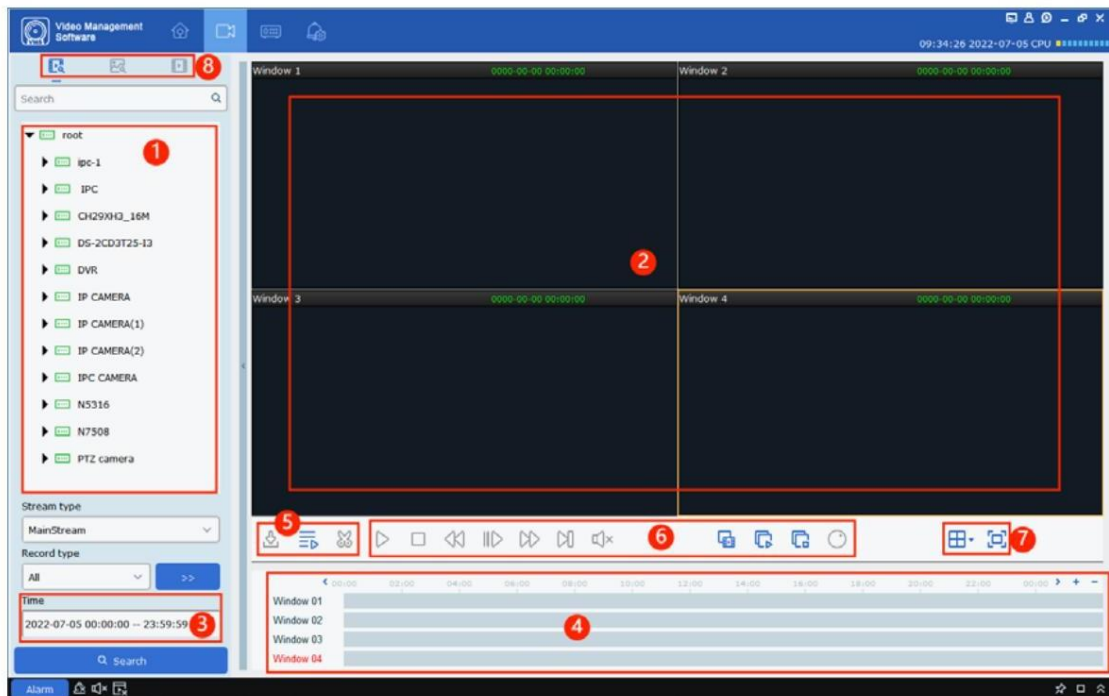 Video Management
Software
09:34:26 2022-07-05 CPU
8
Search
1
root
ipc-1
IPC
CH29XH3_16M
DS-2CD3T25-I3
DVR
IP CAMERA
IP CAMERA(1)
IP CAMERA(2)
IPC CAMERA
N5316
N7508
PTZ camera
Stream type
MainStream
Record type
All
>>
Time
2022-07-05 00:00:00 -- 23:59:59
3
Search
Window 1 0000-00-00 00:00:00
Window 2 0000-00-00 00:00:00
2
Window 3 0000-00-00 00:00:00
Window 4 0000-00-00 00:00:00
5
6
7
00:00 02:00 04:00 06:00 08:00 10:00 12:00 14:00 16:00 18:00 20:00 22:00 00:00 + -
Window 01
Window 02
Window 03
Window 04
4
Alarm